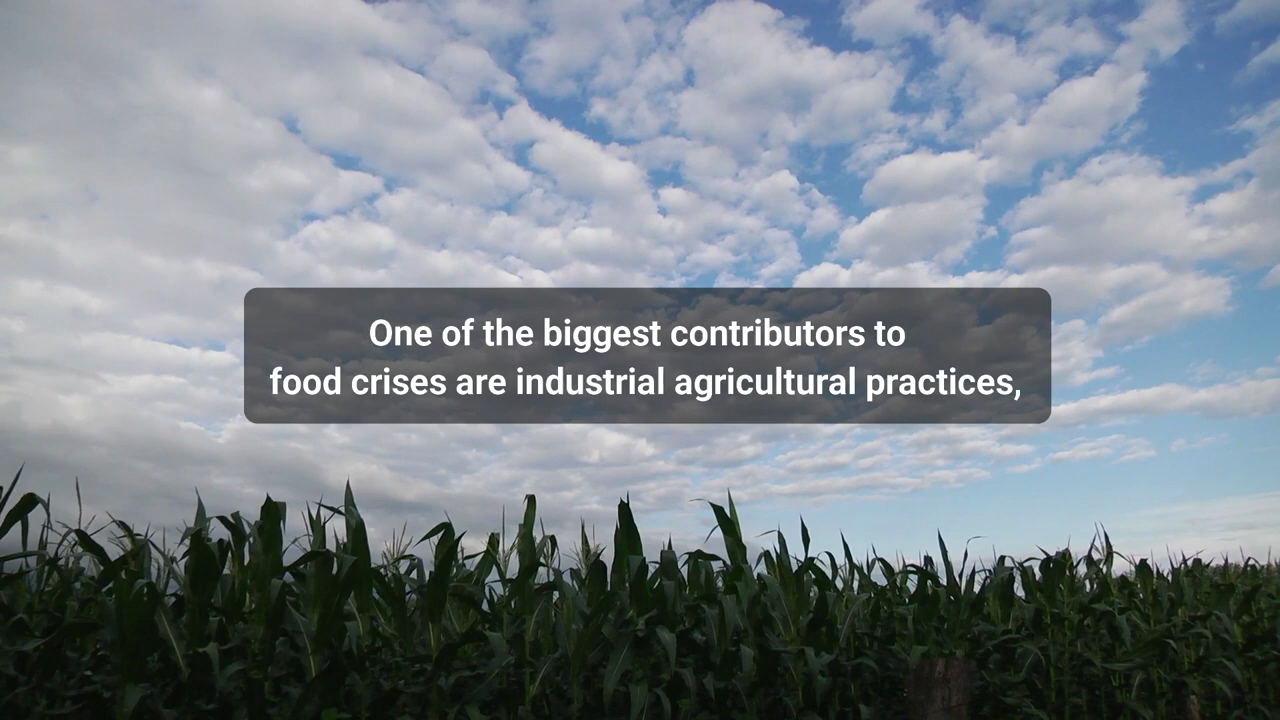 One of the biggest contributors to
food crises are industrial agricultural practices,